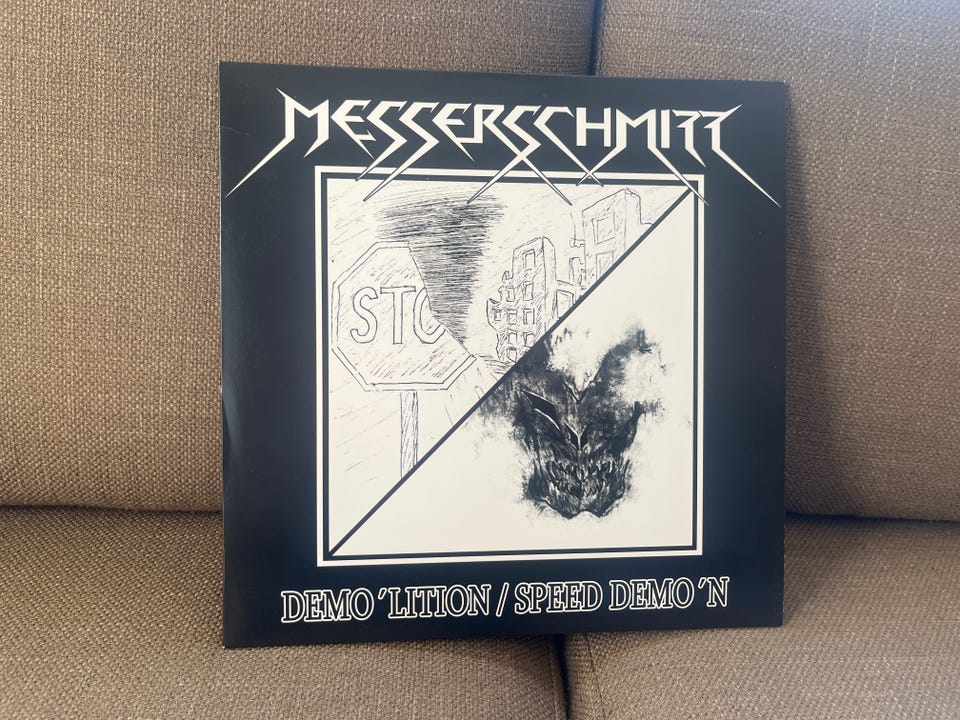 MESSERSCHMITT
STO
DEMO 'LITION / SPEED DEMO 'N